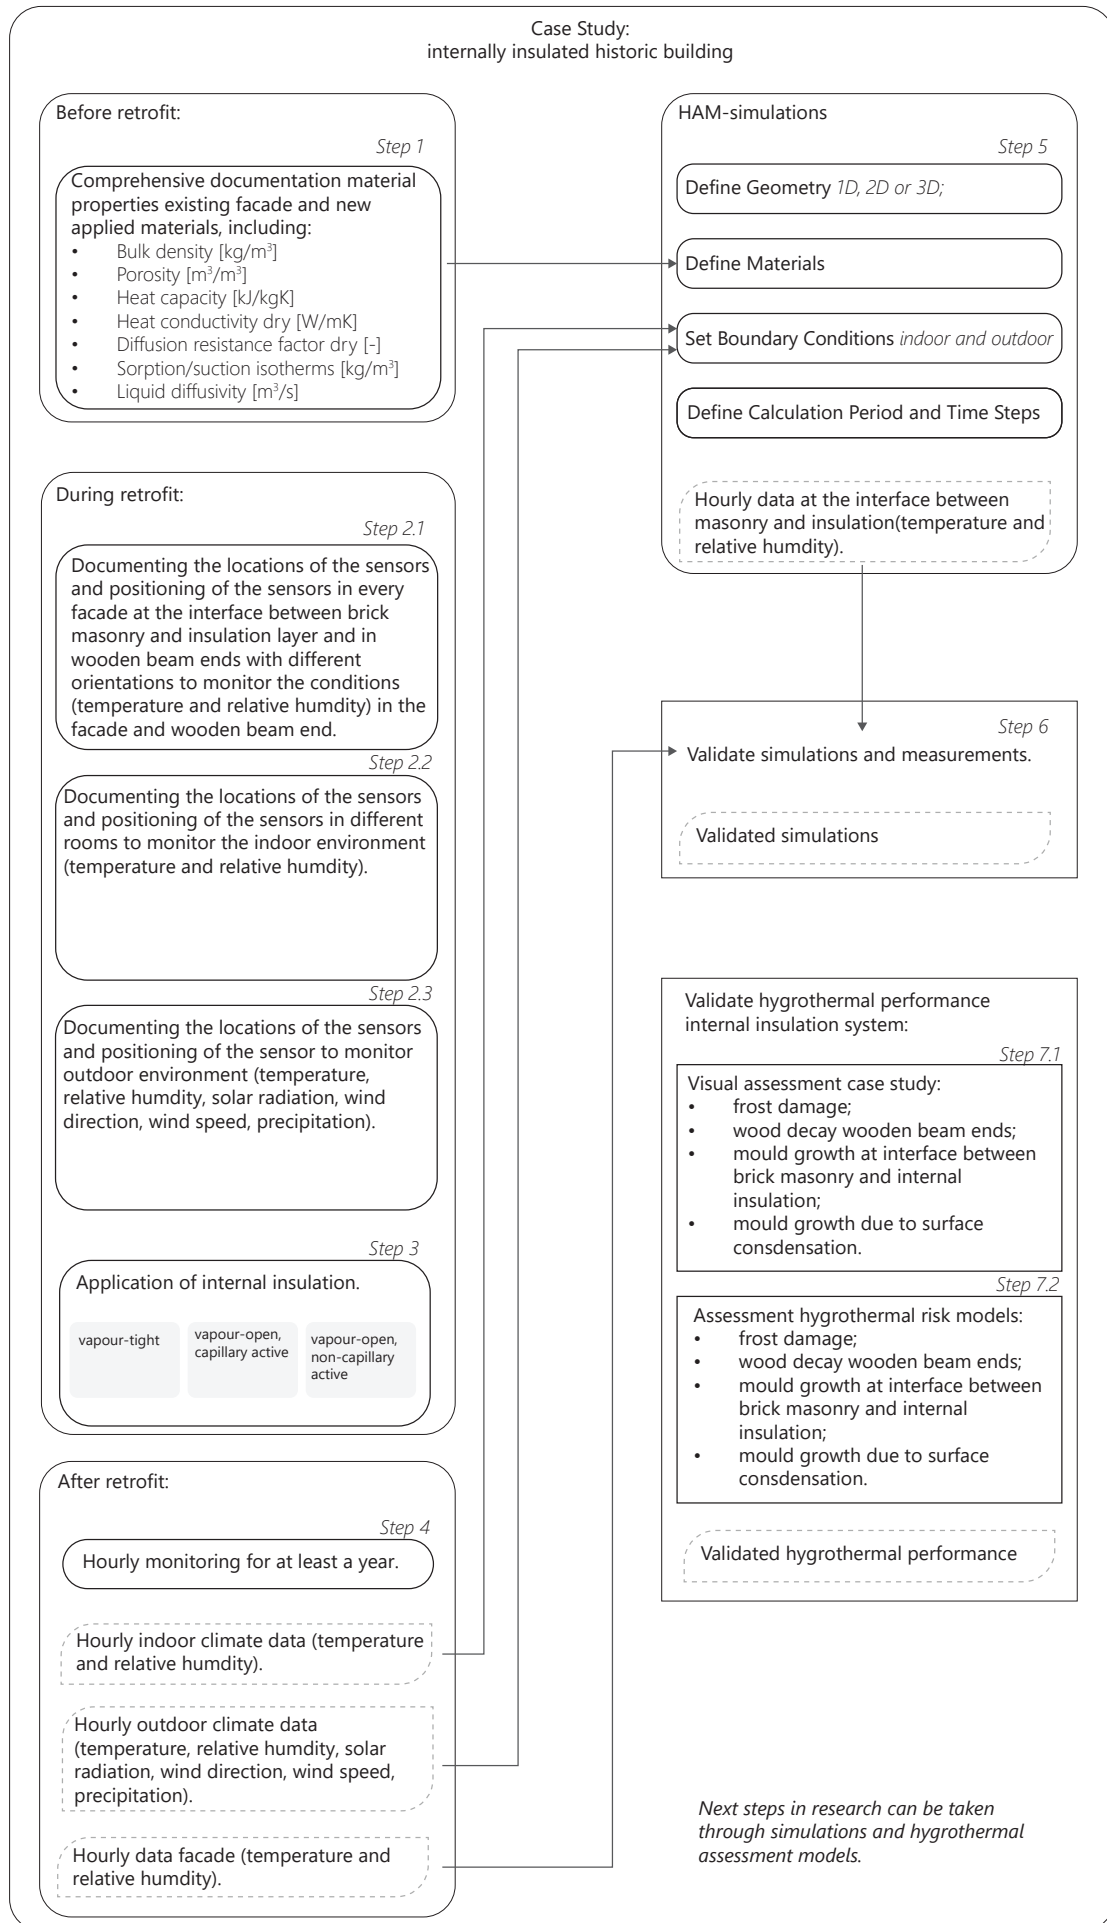 Case Study:
internally insulated historic building
Before retrofit:
Step 1
Comprehensive documentation material
properties existing facade and new
applied materials, including:
• Bulk density [kg/m³]
• Porosity [m³/m³]
• Heat capacity [kJ/kgK]
• Heat conductivity dry [W/mK]
• Diffusion resistance factor dry [-]
• Sorption/suction isotherms [kg/m³]
• Liquid diffusivity [m³/s]
During retrofit:
Step 2.1
Documenting the locations of the sensors
and positioning of the sensors in every
facade at the interface between brick
masonry and insulation layer and in
wooden beam ends with different
orientations to monitor the conditions
(temperature and relative humdity) in the
facade and wooden beam end.
Step 2.2
Documenting the locations of the sensors
and positioning of the sensors in different
rooms to monitor the indoor environment
(temperature and relative humdity).
Step 2.3
Documenting the locations of the sensors
and positioning of the sensor to monitor
outdoor environment (temperature,
relative humdity, solar radiation, wind
direction, wind speed, precipitation).
Step 3
Application of internal insulation.
vapour-tight
vapour-open,
capillary active
vapour-open,
non-capillary
active
After retrofit:
Step 4
Hourly monitoring for at least a year.
Hourly indoor climate data (temperature
and relative humdity).
Hourly outdoor climate data
(temperature, relative humdity, solar
radiation, wind direction, wind speed,
precipitation).
Hourly data facade (temperature and
relative humdity).
HAM-simulations
Step 5
Define Geometry 1D, 2D or 3D;
Define Materials
Set Boundary Conditions indoor and outdoor
Define Calculation Period and Time Steps
Hourly data at the interface between
masonry and insulation(temperature and
relative humdity).
Step 6
Validate simulations and measurements.
Validated simulations
Validate hygrothermal performance
internal insulation system:
Step 7.1
Visual assessment case study:
• frost damage;
• wood decay wooden beam ends;
• mould growth at interface between
brick masonry and internal
insulation;
• mould growth due to surface
consdensation.
Step 7.2
Assessment hygrothermal risk models:
• frost damage;
• wood decay wooden beam ends;
• mould growth at interface between
brick masonry and internal
insulation;
• mould growth due to surface
consdensation.
Validated hygrothermal performance
Next steps in research can be taken
through simulations and hygrothermal
assessment models.